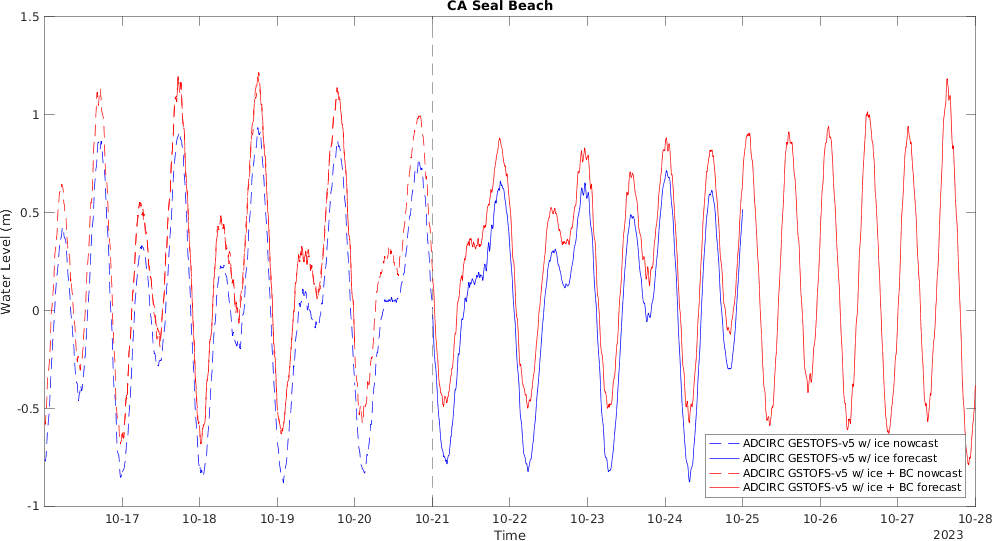 CA Seal Beach
1.5
1
0.5
0
-0.5
-1
Water Level (m)
10-17
10-18
10-19
10-20
10-21
10-22
10-23
10-24
10-25
10-26
10-27
10-28
Time
2023
ADCIRC GESTOFS-v5 w/ ice nowcast
ADCIRC GESTOFS-v5 w/ ice forecast
ADCIRC GSTOFS-v5 w/ ice + BC nowcast
ADCIRC GSTOFS-v5 w/ ice + BC forecast